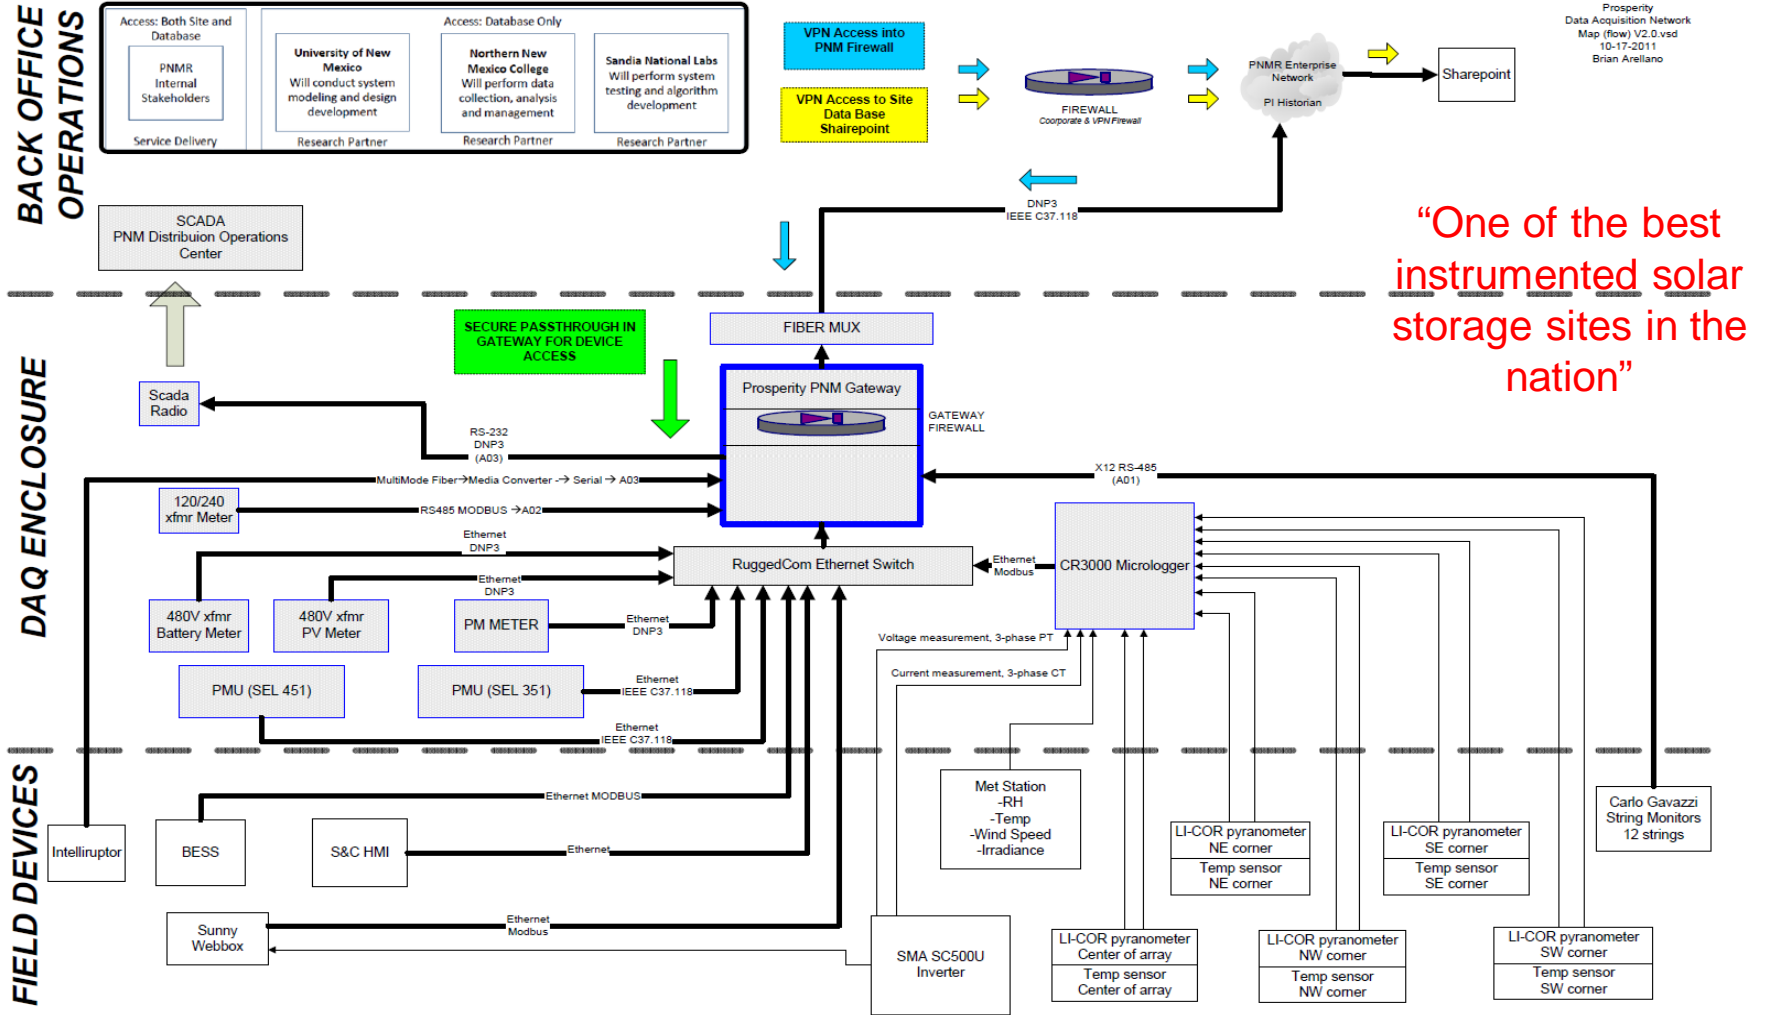 BACK OFFICE
OPERATIONS
Access: Both Site and
Database
PNMR
Internal
Stakeholders
Service Delivery
Access: Database Only
University of New
Mexico
Will conduct system
modeling and design
development
Research Partner
Northern New
Mexico College
Will perform data
collection, analysis
and management
Research Partner
Sandia National Labs
Will perform system
testing and algorithm
development
Research Partner
VPN Access into
PNM Firewall
VPN Access to Site
Data Base
Shairepoint
FIREWALL
Coorporate & VPN Firewall
PNMR Enterprise
Network
PI Historian
Sharepoint
Prosperity
Data Acquisition Network
Map (flow) V2.0.vsd
10-17-2011
Brian Arellano
DNP3
IEEE C37.118
SCADA
PNM Distribuion Operations
Center
“One of the best
instrumented solar
storage sites in the
nation”
DAQ ENCLOSURE
SECURE PASSTHROUGH IN
GATEWAY FOR DEVICE
ACCESS
FIBER MUX
Prosperity PNM Gateway
GATEWAY
FIREWALL
Scada
Radio
RS-232
DNP3
(A03)
MultiMode Fiber→Media Converter -→ Serial → A03
120/240
xfmr Meter
RS485 MODBUS →A02
X12 RS-485
(A01)
Ethernet
DNP3
RuggedCom Ethernet Switch
Ethernet
Modbus
CR3000 Micrologger
Ethernet
DNP3
480V xfmr
Battery Meter
480V xfmr
PV Meter
PM METER
Ethernet
DNP3
Voltage measurement, 3-phase PT
Current measurement, 3-phase CT
PMU (SEL 451)
PMU (SEL 351)
Ethernet
IEEE C37.118
Ethernet
IEEE C37.118
FIELD DEVICES
Intelliruptor
BESS
Ethernet MODBUS
S&C HMI
Ethernet
Sunny
Webbox
Ethernet
Modbus
SMA SC500U
Inverter
Met Station
-RH
-Temp
-Wind Speed
-Irradiance
LI-COR pyranometer
NE corner
Temp sensor
NE corner
LI-COR pyranometer
SE corner
Temp sensor
SE corner
Carlo Gavazzi
String Monitors
12 strings
LI-COR pyranometer
Center of array
Temp sensor
Center of array
LI-COR pyranometer
NW corner
Temp sensor
NW corner
LI-COR pyranometer
SW corner
Temp sensor
SW corner